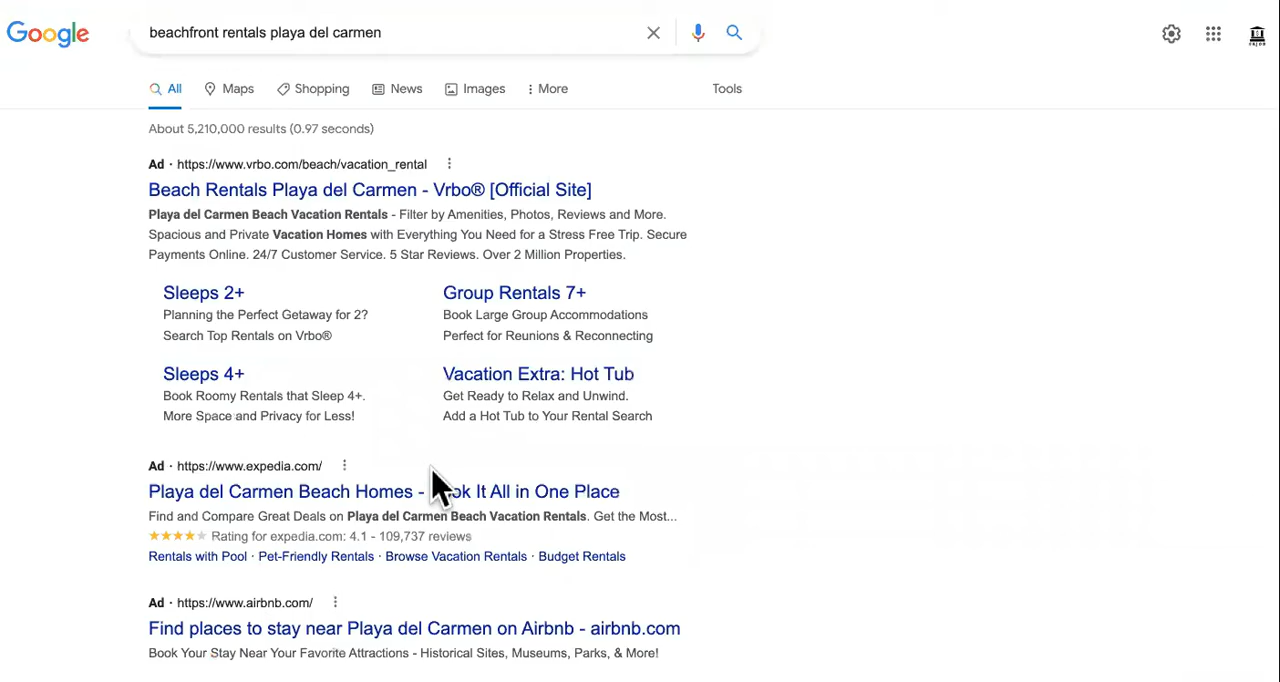 Google
beachfront rentals playa del carmen
All Maps Shopping News Images More Tools
About 5,210,000 results (0.97 seconds)
Ad · https://www.vrbo.com/beach/vacation_rental
Beach Rentals Playa del Carmen - Vrbo® [Official Site]
Playa del Carmen Beach Vacation Rentals - Filter by Amenities, Photos, Reviews and More.
Spacious and Private Vacation Homes with Everything You Need for a Stress Free Trip. Secure
Payments Online. 24/7 Customer Service. 5 Star Reviews. Over 2 Million Properties.
Sleeps 2+
Planning the Perfect Getaway for 2?
Search Top Rentals on Vrbo®
Group Rentals 7+
Book Large Group Accommodations
Perfect for Reunions & Reconnecting
Sleeps 4+
Book Roomy Rentals that Sleep 4+.
More Space and Privacy for Less!
Vacation Extra: Hot Tub
Get Ready to Relax and Unwind.
Add a Hot Tub to Your Rental Search
Ad · https://www.expedia.com/
Playa del Carmen Beach Homes - It All in One Place
Find and Compare Great Deals on Playa del Carmen Beach Vacation Rentals. Get the Most...
Rating for expedia.com: 4.1 - 109,737 reviews
Rentals with Pool · Pet-Friendly Rentals · Browse Vacation Rentals · Budget Rentals
Ad · https://www.airbnb.com/
Find places to stay near Playa del Carmen on Airbnb - airbnb.com
Book Your Stay Near Your Favorite Attractions - Historical Sites, Museums, Parks, & More!